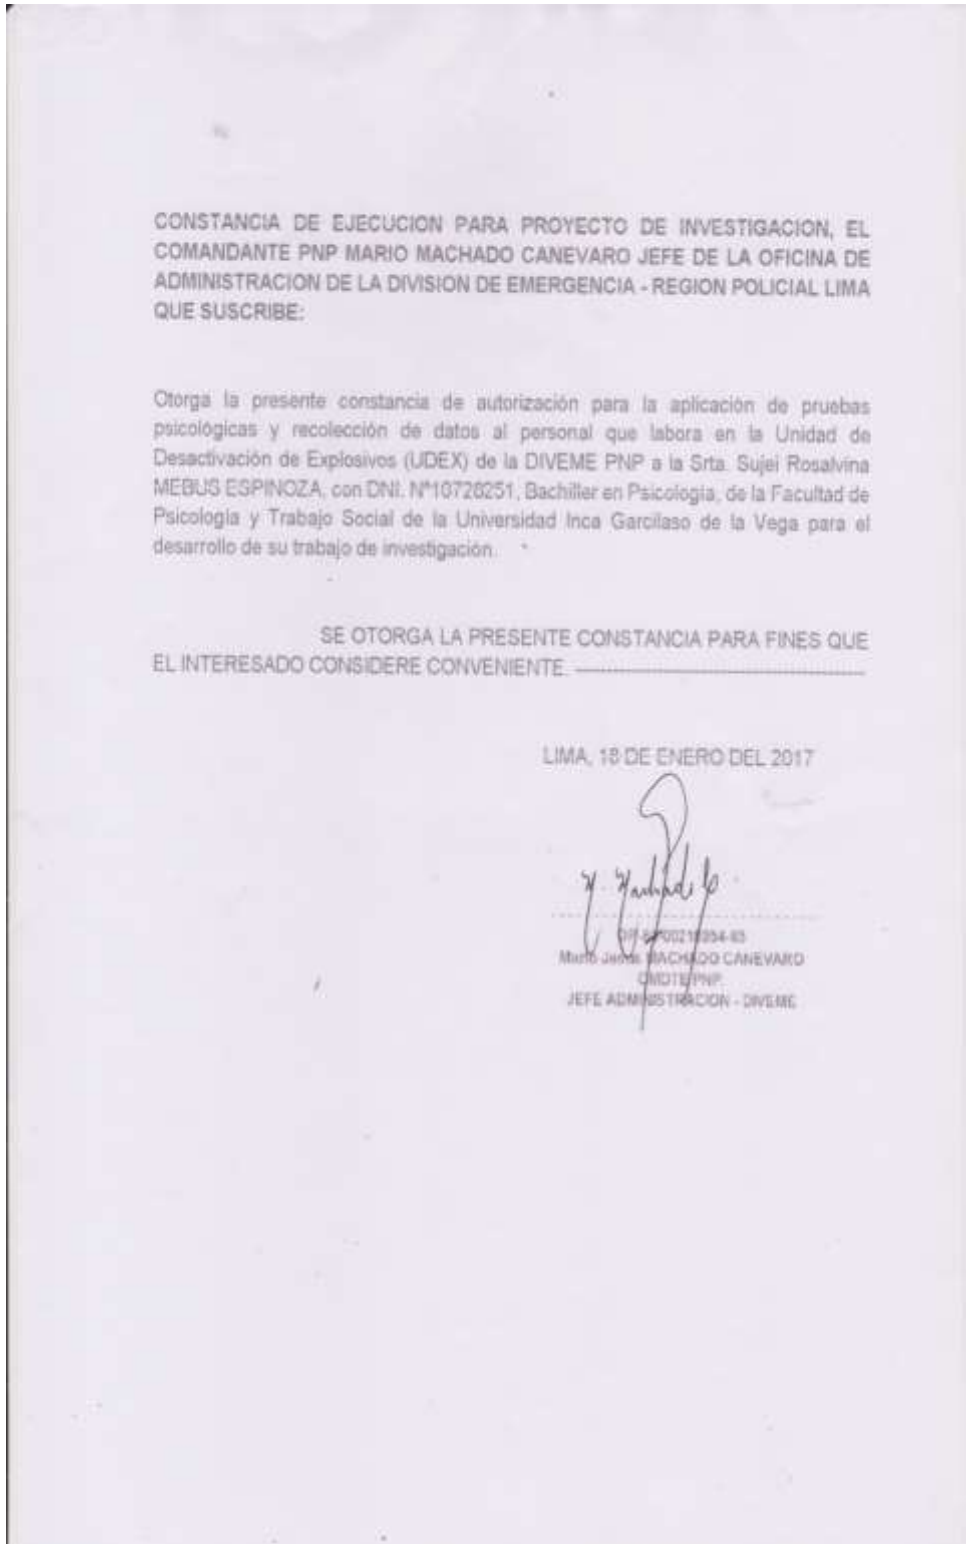 CONSTANCIA DE EJECUCION PARA PROYECTO DE INVESTIGACION, EL
COMANDANTE PNP MARIO MACHADO CANEVARO JEFE DE LA OFICINA DE
ADMINISTRACION DE LA DIVISION DE EMERGENCIA - REGION POLICIAL LIMA
QUE SUSCRIBE:
Otorga la presente constancia de autorización para la aplicación de pruebas
psicológicas y recolección de datos al personal que labora en la Unidad de
Desactivación de Explosivos (UDEX) de la DIVEME PNP a la Srta. Sujei Rosalvina
MEBUS ESPINOZA, con DNI. N°10726251, Bachiller en Psicología, de la Facultad de
Psicología y Trabajo Social de la Universidad Inca Garcilaso de la Vega para el
desarrollo de su trabajo de investigación.
SE OTORGA LA PRESENTE CONSTANCIA PARA FINES QUE
EL INTERESADO CONSIDERE CONVENIENTE.
LIMA, 18 DE ENERO DEL 2017
Mario MACHADO CANEVARO
CMDTE PNP.
JEFE ADMINISTRACION - DIVEME